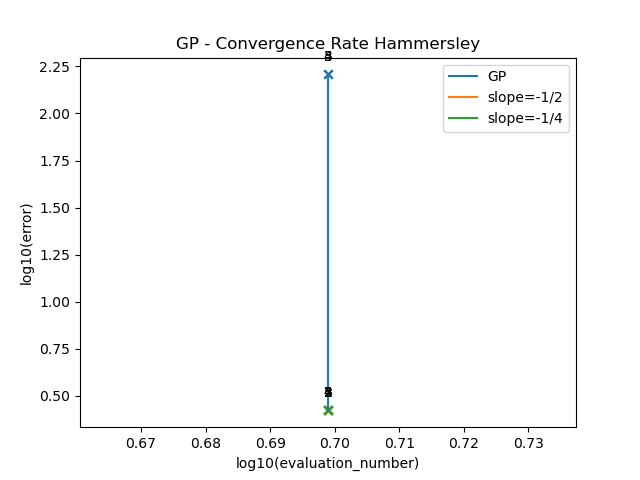 GP - Convergence Rate Hammersley
GP
slope=-1/2
slope=-1/4
log10(error)
2.25
2.00
1.75
1.50
1.25
1.00
0.75
0.50
0.67
0.68
0.69
0.70
0.71
0.72
0.73
log10(evaluation_number)